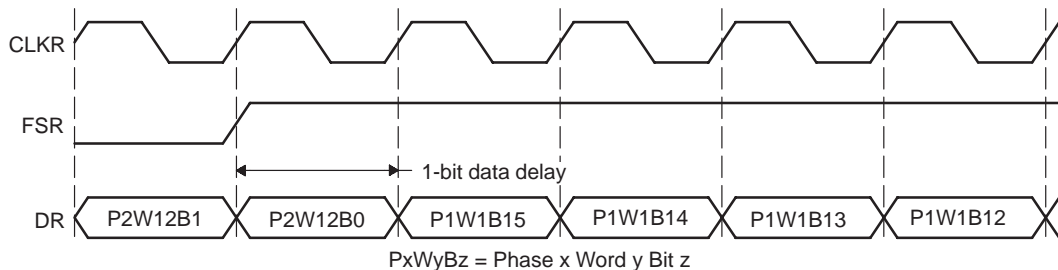 CLKR
FSR
1-bit data delay
DR P2W12B1 P2W12B0 P1W1B15 P1W1B14 P1W1B13 P1W1B12
PxWyBz = Phase x Word y Bit z